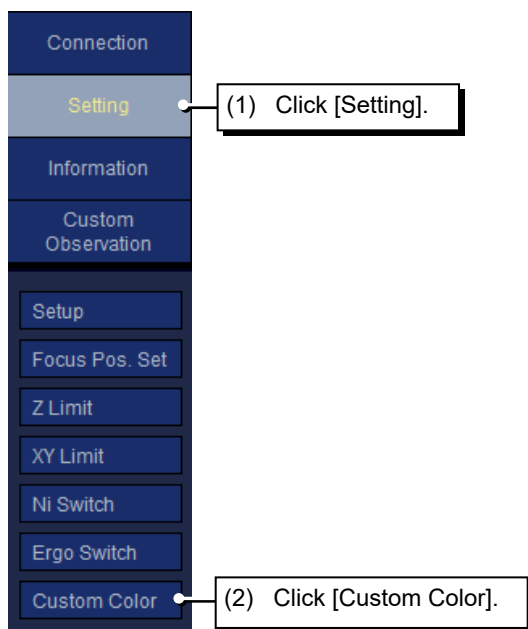 Connection
Setting
(1) Click [Setting].
Information
Custom
Observation
Setup
Focus Pos. Set
Z Limit
XY Limit
Ni Switch
Ergo Switch
Custom Color
(2) Click [Custom Color].